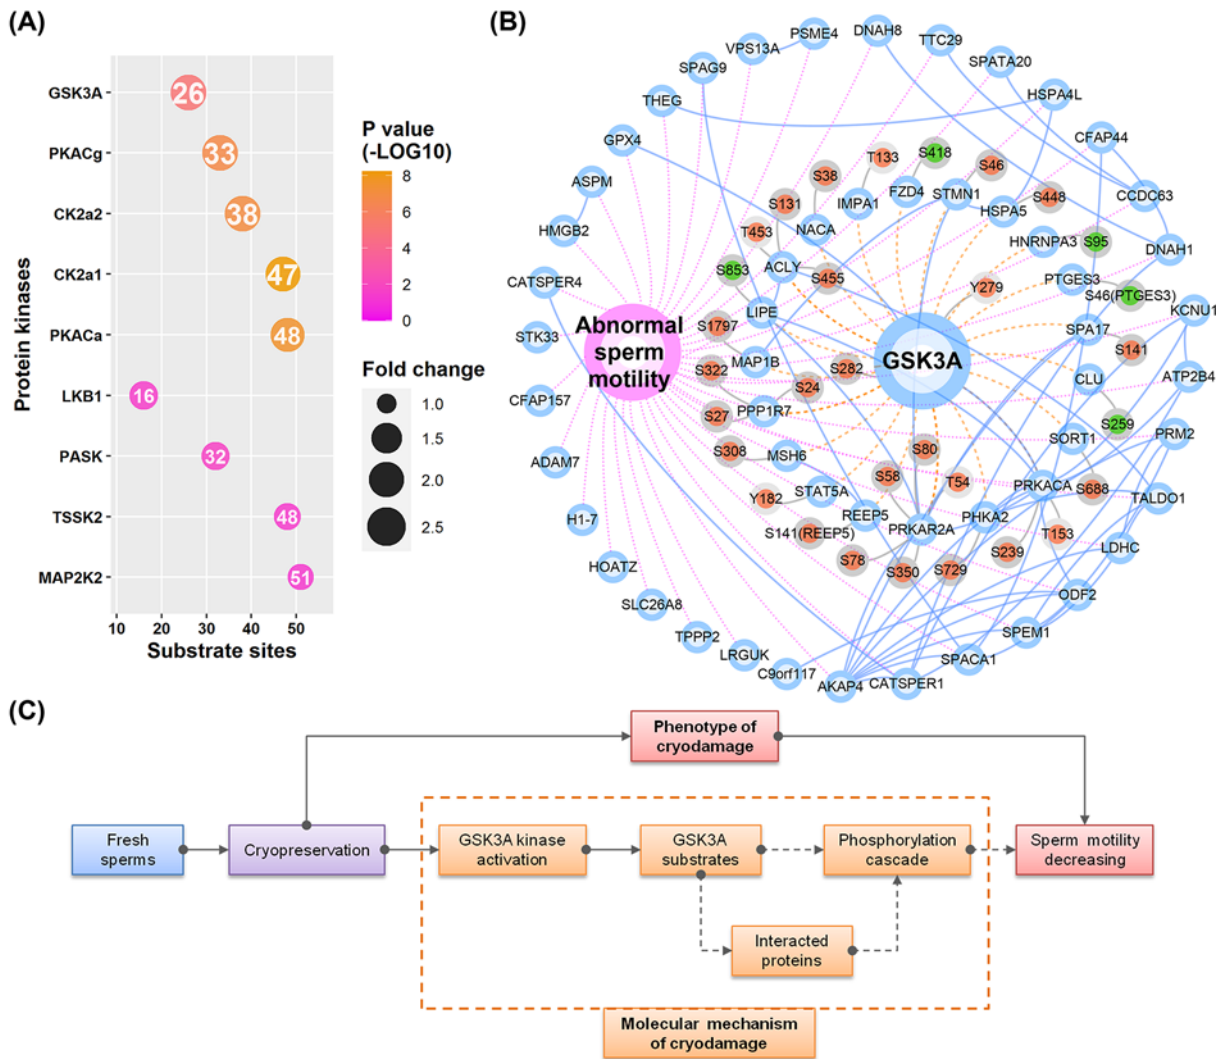 (A)
GSK3A
PKACg
CK2a2
CK2a1
PKACa
LKB1
PASK
TSSK2
MAP2K2
Protein kinases
26
33
38
47
48
16
32
48
51
10 20 30 40 50
Substrate sites
P value
(-LOG10)
8
6
4
2
0
Fold change
1.0
1.5
2.0
2.5
(B)
DNAH8
PSME4
TTC29
VPS13A
SPATA20
SPAG9
HSPA4L
THEG
CFAP44
GPX4
T133
S418
S46
ASPM
S38
FZD4
STMN1
S448
CCDC63
S131
IMPA1
HSPA5
HMGB2
T453
NACA
HNRNPA3
S95
DNAH1
S853
ACLY
S455
Y279
PTGES3
CATSPER4
S46(PTGES3)
LIPE
KCNU1
STK33
Abnormal
sperm
motility
S1797
SPA17
MAP1B
S141
GSK3A
S322
S282
CLU
ATP2B4
CFAP157
S24
S27
PPP1R7
S259
SORT1
PRM2
S308
MSH6
S80
ADAM7
S58
T54
PRKACA
S688
TALDO1
Y182
STAT5A
REEP5
PHKA2
H1-7
S141(REEP5)
PRKAR2A
T153
LDHC
S78
S239
HOATZ
S350
S729
ODF2
SLC26A8
SPEM1
TPPP2
LRGUK
SPACA1
C9orf117
AKAP4
CATSPER1
(C)
Phenotype of
cryodamage
Fresh
sperms
Cryopreservation
GSK3A kinase
activation
GSK3A
substrates
Phosphorylation
cascade
Sperm motility
decreasing
Interacted
proteins
Molecular mechanism
of cryodamage